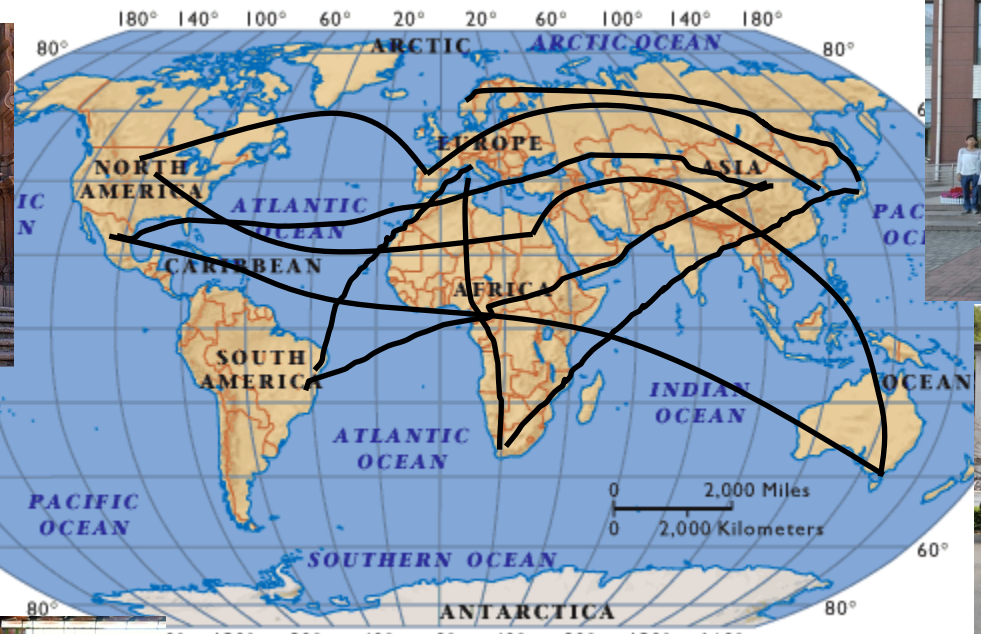 180° 140° 100° 60° 20° 20° 60° 100° 140° 180°
80° ARCTIC ARCTIC OCEAN 80°
EUROPE
NORTH
AMERICA
ASIA
IC
N
ATLANTIC
OCEAN
PAC
OCI
CARIBBEAN
AFRICA
SOUTH
AMERICA
INDIAN
OCEAN
OCEAN
ATLANTIC
OCEAN
0 2,000 Miles
0 2,000 Kilometers
PACIFIC
OCEAN
SOUTHERN OCEAN
60°
80° ANTARCTICA 80°